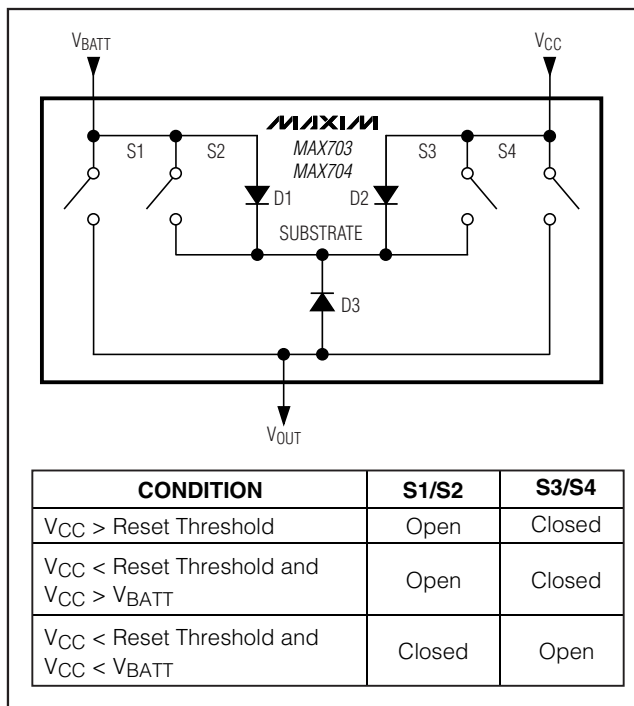 VBATT VCC
MAXIM
S1 S2 MAX703 S3 S4
MAX704
D1 D2
SUBSTRATE
D3
VOUT
CONDITION S1/S2 S3/S4
VCC > Reset Threshold Open Closed
VCC < Reset Threshold and
VCC > VBATT Open Closed
VCC < Reset Threshold and
VCC < VBATT Closed Open